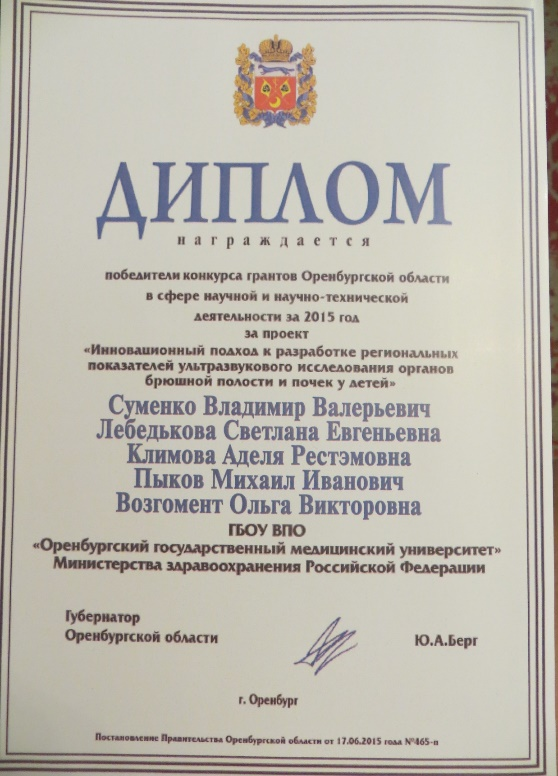 ДИПЛОМ
награждается
победители конкурса грантов Оренбургской области
в сфере научной и научно-технической
деятельности за 2015 год
за проект
«Инновационный подход к разработке региональных
показателей ультразвукового исследования органов
брюшной полости и почек у детей»
Суменко Владимир Валерьевич
Лебедькова Светлана Евгеньевна
Климова Аделя Рестэмовна
Пыков Михаил Иванович
Возгомент Ольга Викторовна
ГБОУ ВПО
«Оренбургский государственный медицинский университет»
Министерства здравоохранения Российской Федерации
Губернатор
Оренбургской области Ю.А.Берг
г. Оренбург
Постановление Правительства Оренбургской области от 17.06.2015 года №465-п